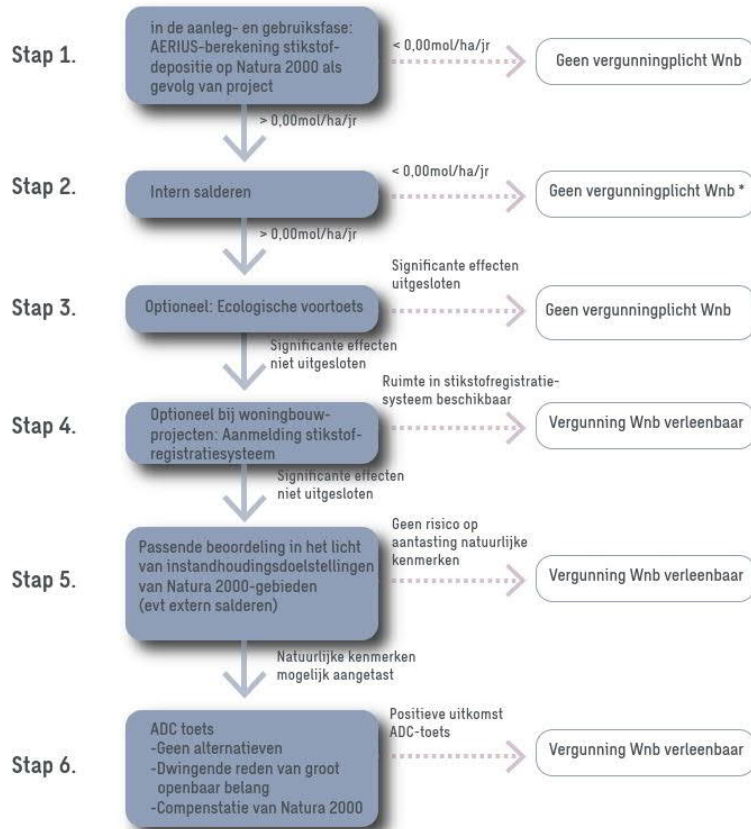 Stap 1.
in de aanleg- en gebruiksfase:
AERIUS-berekening stikstof-
depositie op Natura 2000 als
gevolg van project
< 0,00mol/ha/jr
Geen vergunningplicht Wnb
> 0,00mol/ha/jr
Stap 2.
Intern salderen
< 0,00mol/ha/jr
Geen vergunningplicht Wnb *
> 0,00mol/ha/jr
Stap 3.
Optioneel: Ecologische voortoets
Significante effecten
uitgesloten
Geen vergunningplicht Wnb
Significante effecten
niet uitgesloten
Stap 4.
Optioneel bij woningbouw-
projecten: Aanmelding stikstof-
registratiesysteem
Ruimte in stikstofregistratie-
systeem beschikbaar
Vergunning Wnb verleenbaar
Significante effecten
niet uitgesloten
Stap 5.
Passende beoordeling in het licht
van instandhoudingsdoelstellingen
van Natura 2000-gebieden
(evt extern salderen)
Geen risico op
aantasting natuurlijke
kenmerken
Vergunning Wnb verleenbaar
Natuurlijke kenmerken
mogelijk aangetast
Stap 6.
ADC toets
-Geen alternatieven
-Dwingende reden van groot
openbaar belang
-Compenstatie van Natura 2000
Positieve uitkomst
ADC-toets
Vergunning Wnb verleenbaar